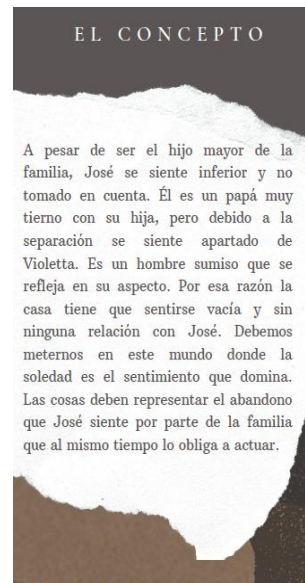 EL CONCEPTO
A pesar de ser el hijo mayor de la
familia, José se siente inferior y no
tomado en cuenta. Él es un papá muy
tierno con su hija, pero debido a la
separación se siente apartado de
Violetta. Es un hombre sumiso que se
refleja en su aspecto. Por esa razón la
casa tiene que sentirse vacía y sin
ninguna relación con José. Debemos
meternos en este mundo donde la
soledad es el sentimiento que domina.
Las cosas deben representar el abandono
que José siente por parte de la familia
que al mismo tiempo lo obliga a actuar.